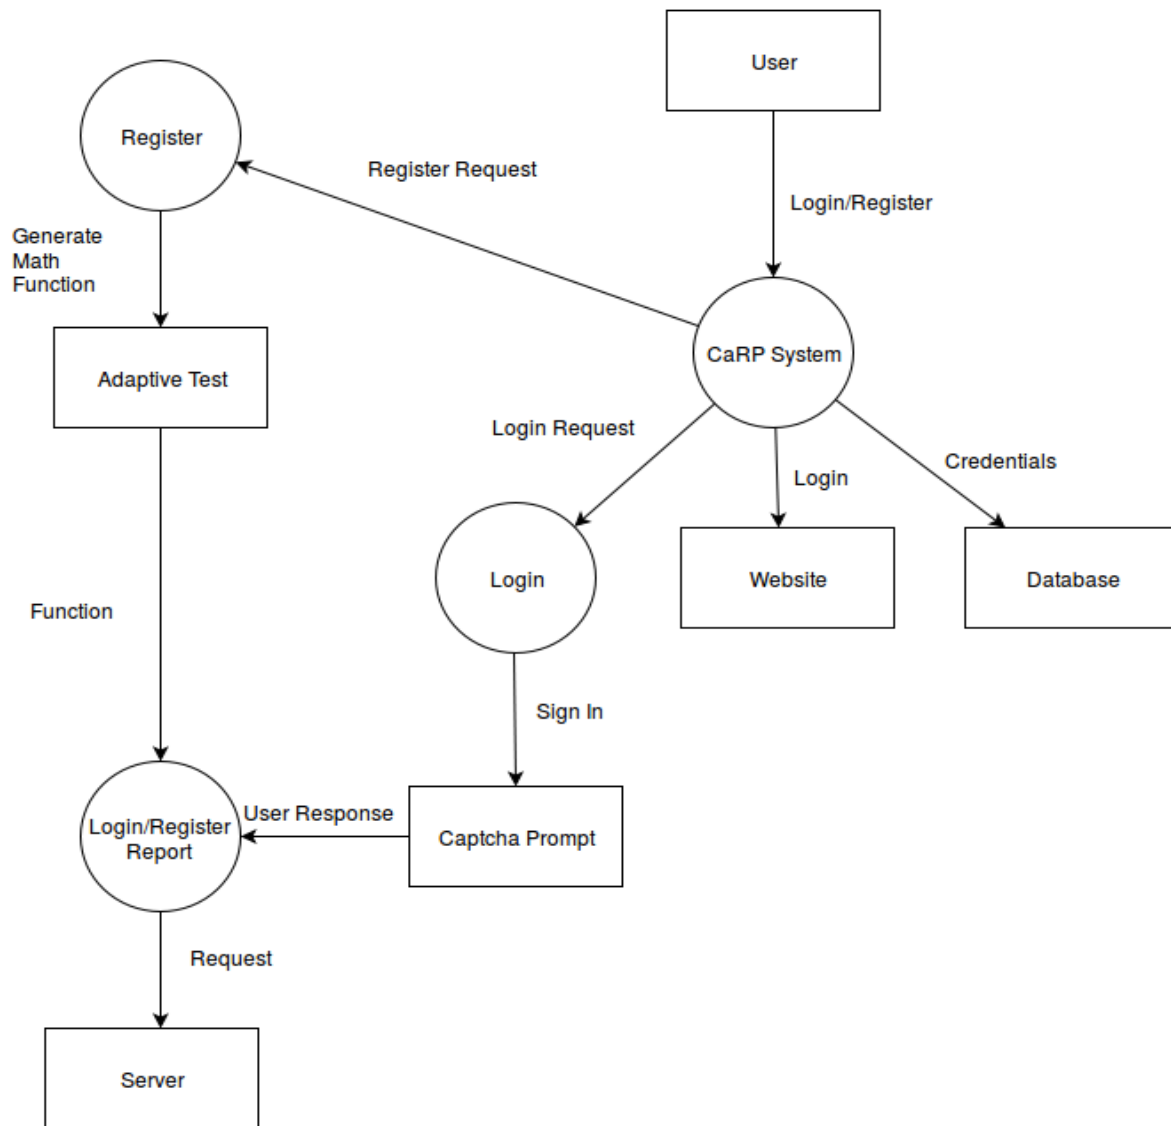 User
Register
Register Request
Login/Register
Generate
Math
Function
CaRP System
Adaptive Test
Login Request
Credentials
Login
Login
Website
Database
Function
Sign In
User Response
Login/Register
Report
Captcha Prompt
Request
Server